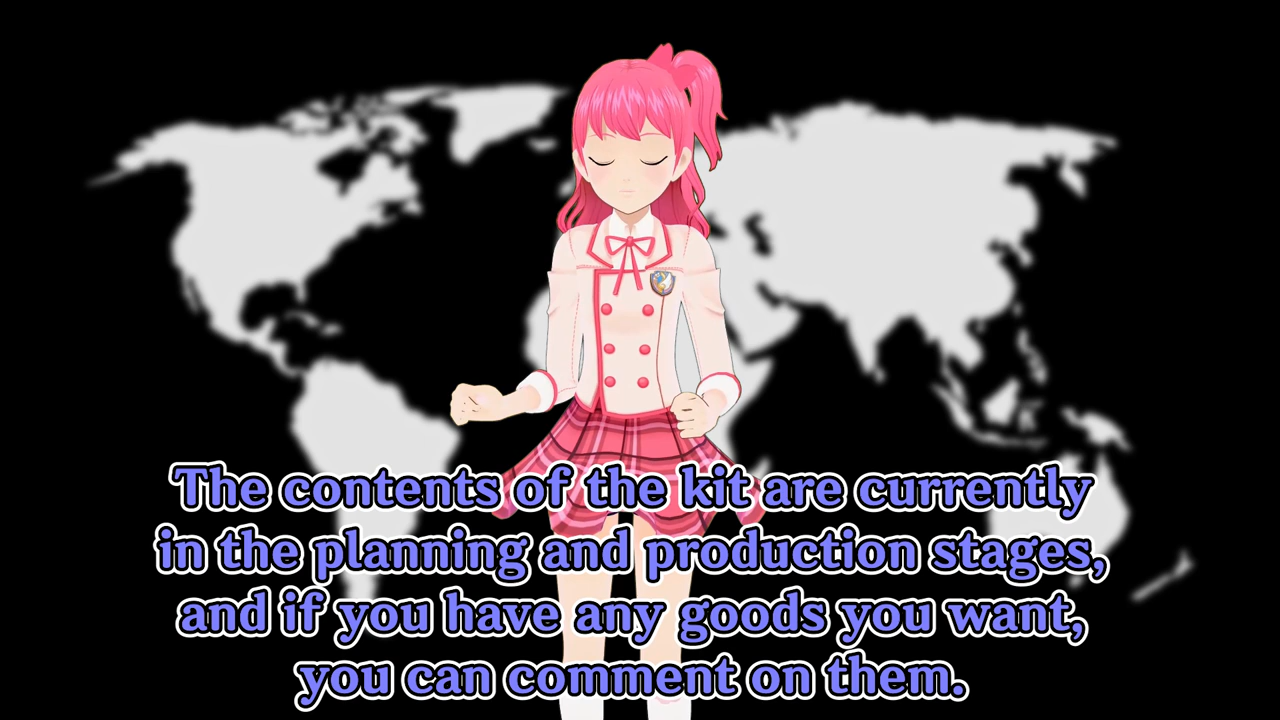 The contents of the kit are currently
in the planning and production stages,
and if you have any goods you want,
you can comment on them.